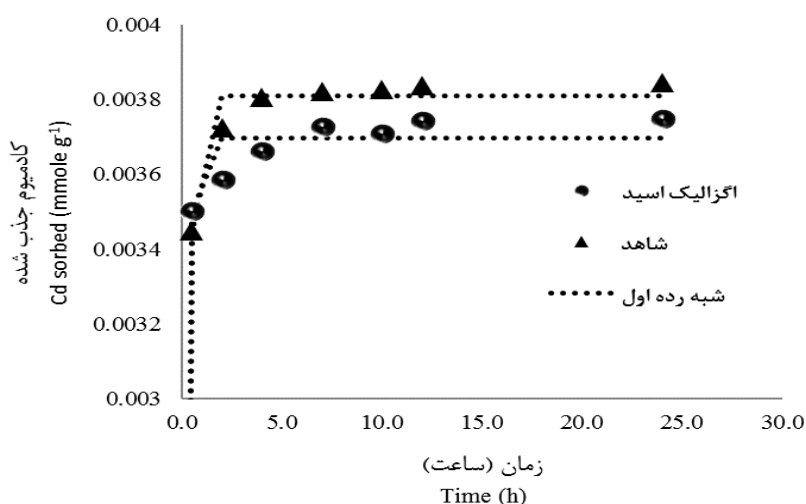 0.004
0.0038
0.0036
0.0034
0.0032
0.003
0.0
5.0
10.0
15.0
20.0
25.0
30.0
کادمیوم جذب شده
Cd sorbed (mmole g-1)
اگزالیک اسید
شاهد
شبه رده اول
زمان (ساعت)
Time (h)